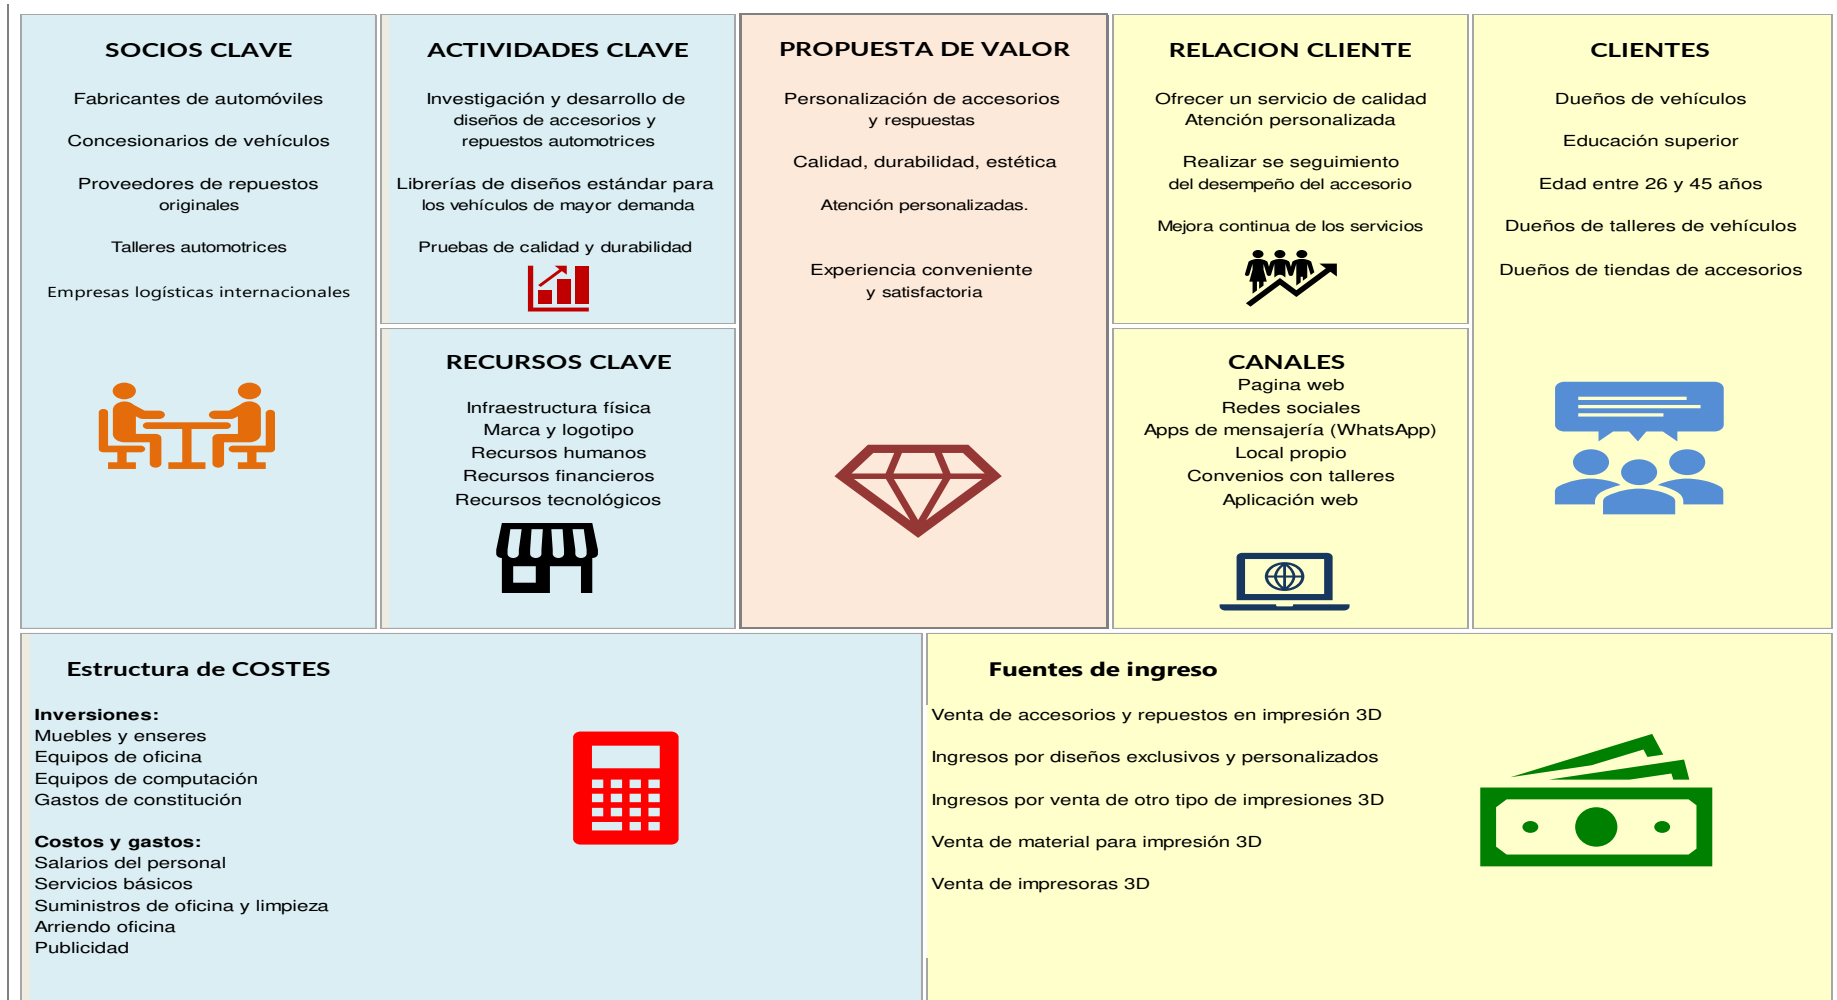 SOCIOS CLAVE
Fabricantes de automóviles
Concesionarios de vehículos
Proveedores de repuestos
originales
Talleres automotrices
Empresas logísticas internacionales
ACTIVIDADES CLAVE
Investigación y desarrollo de
diseños de accesorios y
repuestos automotrices
Librerías de diseños estándar para
los vehículos de mayor demanda
Pruebas de calidad y durabilidad
RECURSOS CLAVE
Infraestructura física
Marca y logotipo
Recursos humanos
Recursos financieros
Recursos tecnológicos
PROPUESTA DE VALOR
Personalización de accesorios
y respuestas
Calidad, durabilidad, estética
Atención personalizadas.
Experiencia conveniente
y satisfactoria
RELACION CLIENTE
Ofrecer un servicio de calidad
Atención personalizada
Realizar se seguimiento
del desempeño del accesorio
Mejora continua de los servicios
CANALES
Pagina web
Redes sociales
Apps de mensajería (WhatsApp)
Local propio
Convenios con talleres
Aplicación web
CLIENTES
Dueños de vehículos
Educación superior
Edad entre 26 y 45 años
Dueños de talleres de vehículos
Dueños de tiendas de accesorios
Estructura de COSTES
Inversiones:
Muebles y enseres
Equipos de oficina
Equipos de computación
Gastos de constitución
Costos y gastos:
Salarios del personal
Servicios básicos
Suministros de oficina y limpieza
Arriendo oficina
Publicidad
Fuentes de ingreso
Venta de accesorios y repuestos en impresión 3D
Ingresos por diseños exclusivos y personalizados
Ingresos por venta de otro tipo de impresiones 3D
Venta de material para impresión 3D
Venta de impresoras 3D